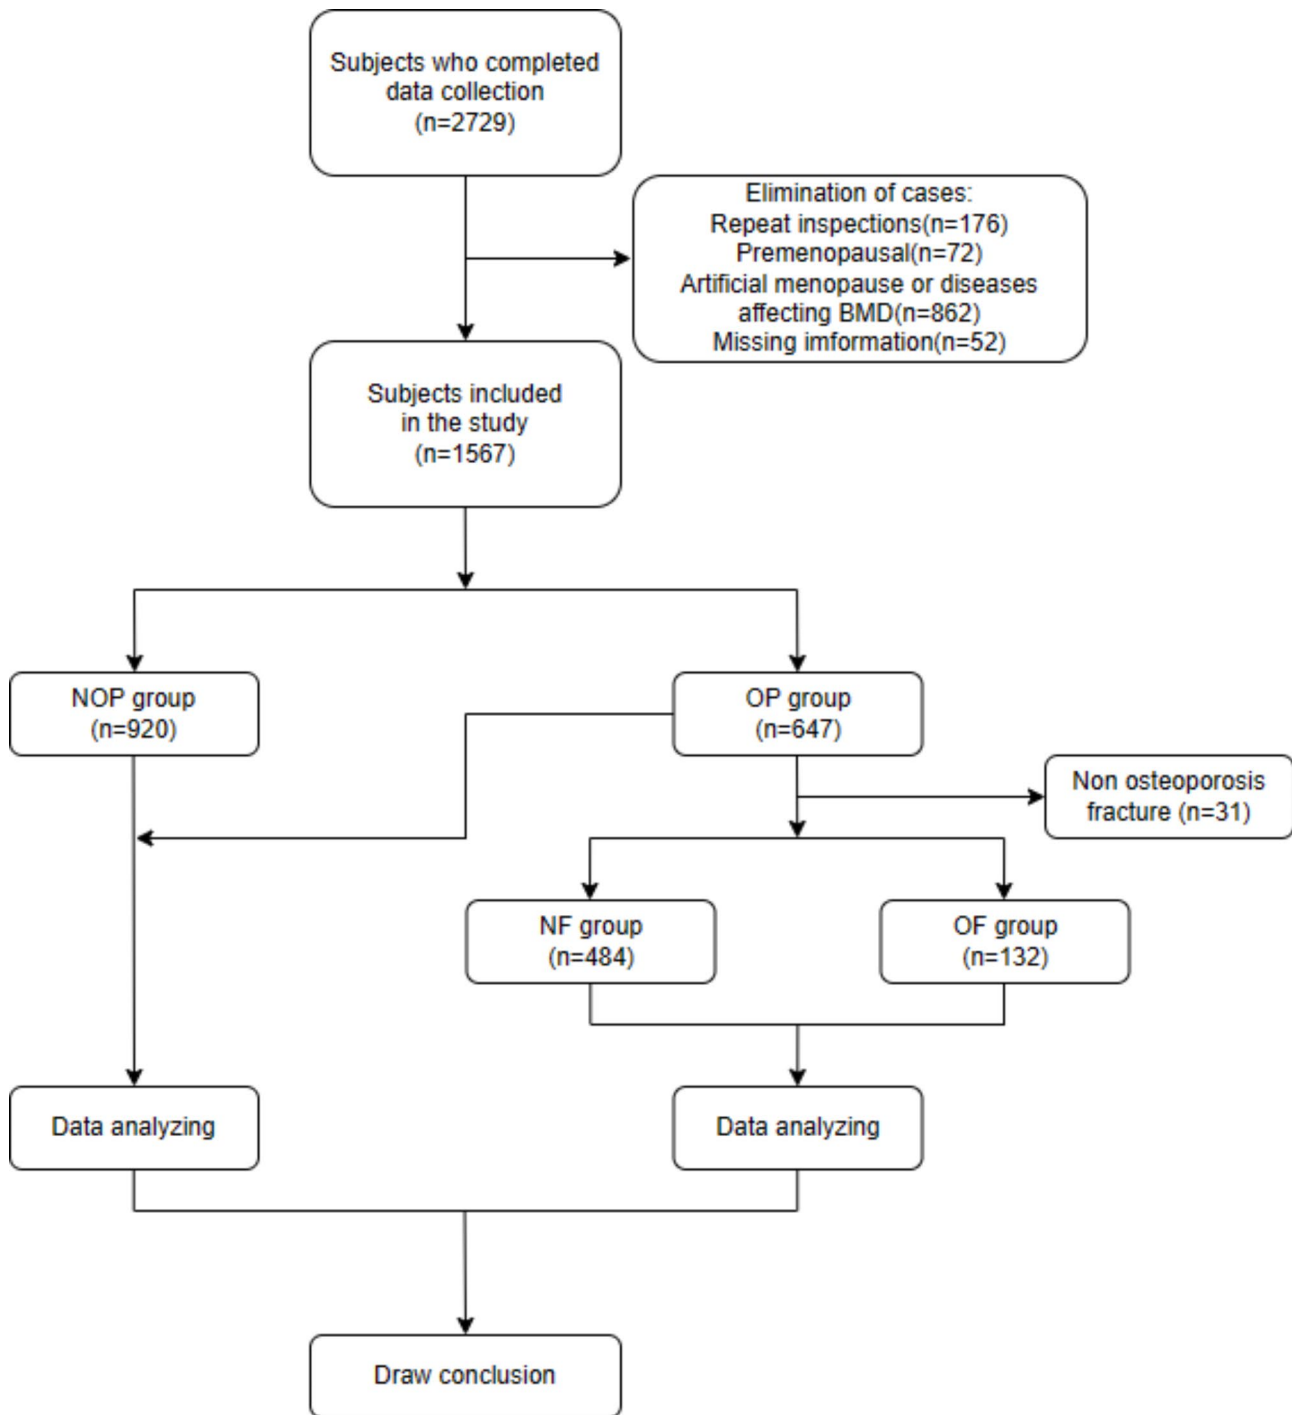 Subjects who completed
data collection
(n=2729)
Elimination of cases:
Repeat inspections(n=176)
Premenopausal(n=72)
Artificial menopause or diseases
affecting BMD(n=862)
Missing imformation(n=52)
Subjects included
in the study
(n=1567)
NOP group
(n=920)
OP group
(n=647)
Non osteoporosis
fracture (n=31)
NF group
(n=484)
OF group
(n=132)
Data analyzing
Data analyzing
Draw conclusion